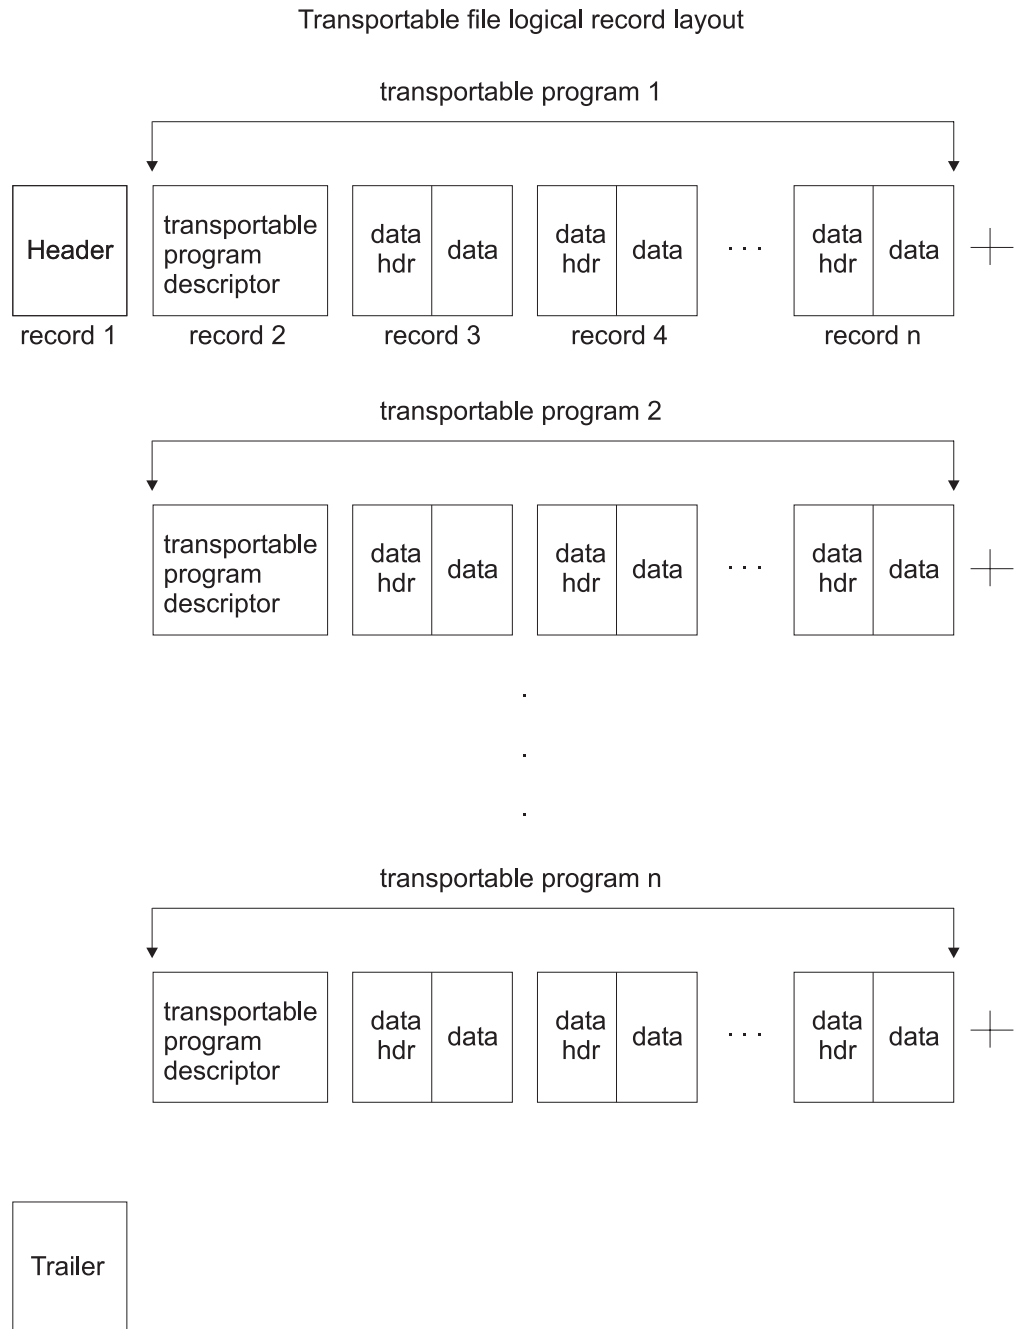 Transportable file logical record layout
transportable program 1
Header
transportable
program
descriptor
data
hdr
data
data
hdr
data
. . .
data
hdr
data
record 1
record 2
record 3
record 4
record n
transportable program 2
transportable
program
descriptor
data
hdr
data
data
hdr
data
. . .
data
hdr
data
.
.
.
transportable program n
transportable
program
descriptor
data
hdr
data
data
hdr
data
. . .
data
hdr
data
Trailer